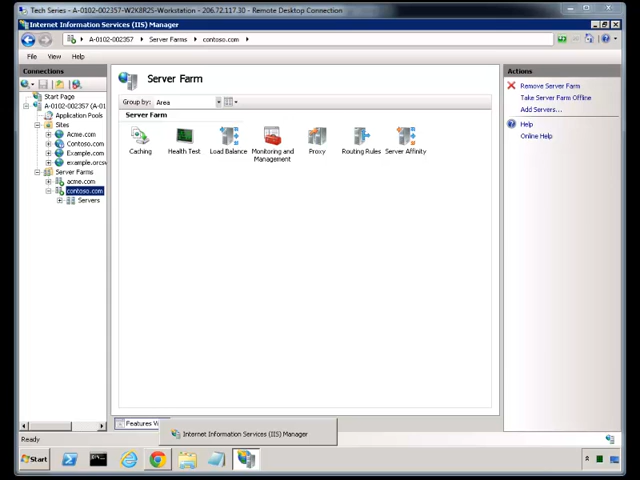 Tech Series - A-0102-002357-W2K8R2S-Workstation - 206.72.117.30 - Remote Desktop Connection
Internet Information Services (IIS) Manager
A-0102-002357
Server Farms
contoso.com
File View Help
Connections
Start Page
A-0102-002357 (A-01
Application Pools
Sites
Acme.com
Contoso.com
Example.com
example.orcsw
Server Farms
acme.com
contoso.com
Servers
Server Farm
Group by: Area
Server Farm
Caching
Health Test
Load Balance
Monitoring and
Management
Proxy
Routing Rules
Server Affinity
Actions
Remove Server Farm
Take Server Farm Offline
Add Servers...
Help
Online Help
Features V
Internet Information Services (IIS) Manager
Ready
Start